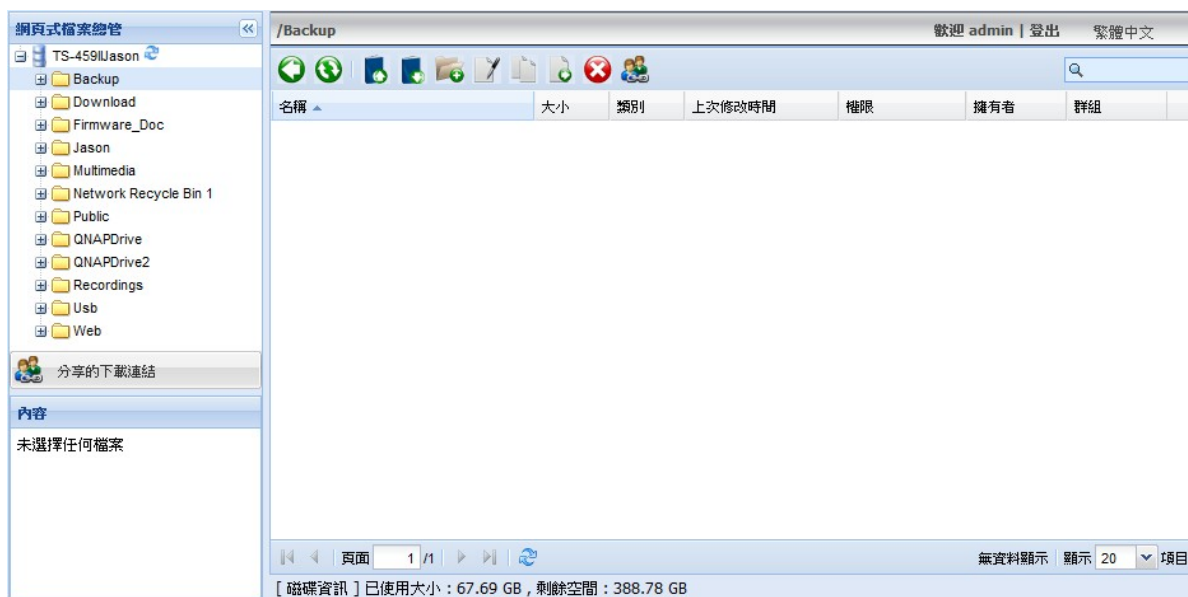 網頁式檔案總管
TS-459IIJason
Backup
Download
Firmware_Doc
Jason
Multimedia
Network Recycle Bin 1
Public
QNAPDrive
QNAPDrive2
Recordings
Usb
Web
分享的下載連結
內容
未選擇任何檔案
/Backup 歡迎 admin | 登出 繁體中文
名稱 大小 類別 上次修改時間 權限 擁有者 群組
頁面 1 /1 無資料顯示 顯示 20 項目
[ 磁碟資訊 ] 已使用大小 : 67.69 GB , 剩餘空間 : 388.78 GB